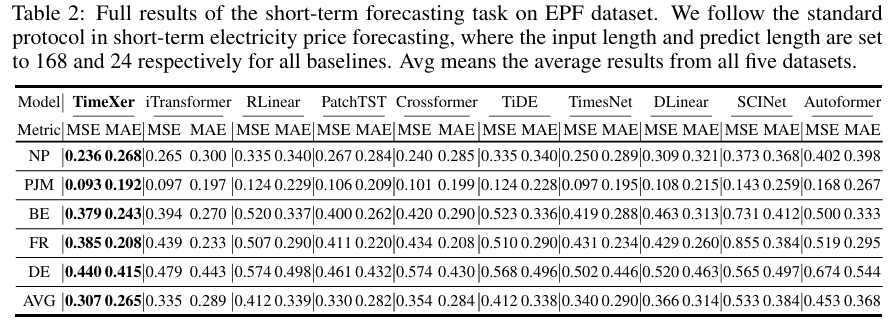 Table 2: Full results of the short-term forecasting task on EPF dataset. We follow the standard
protocol in short-term electricity price forecasting, where the input length and predict length are set
to 168 and 24 respectively for all baselines. Avg means the average results from all five datasets.
Model TimeXer iTransformer RLinear PatchTST Crossformer TiDE TimesNet DLinear SCINet Autoformer
Metric MSE MAE MSE MAE MSE MAE MSE MAE MSE MAE MSE MAE MSE MAE MSE MAE MSE MAE MSE MAE
NP 0.236 0.268 0.265 0.300 0.335 0.340 0.267 0.284 0.240 0.285 0.335 0.340 0.250 0.289 0.309 0.321 0.373 0.368 0.402 0.398
PJM 0.093 0.192 0.097 0.197 0.124 0.229 0.106 0.209 0.101 0.199 0.124 0.228 0.097 0.195 0.108 0.215 0.143 0.259 0.168 0.267
BE 0.379 0.243 0.394 0.270 0.520 0.337 0.400 0.262 0.420 0.290 0.523 0.336 0.419 0.288 0.463 0.313 0.731 0.412 0.500 0.333
FR 0.385 0.208 0.439 0.233 0.507 0.290 0.411 0.220 0.434 0.208 0.510 0.290 0.431 0.234 0.429 0.260 0.855 0.384 0.519 0.295
DE 0.440 0.415 0.479 0.443 0.574 0.498 0.461 0.432 0.574 0.430 0.568 0.496 0.502 0.446 0.520 0.463 0.565 0.497 0.674 0.544
AVG 0.307 0.265 0.335 0.289 0.412 0.339 0.330 0.282 0.354 0.284 0.412 0.338 0.340 0.290 0.366 0.314 0.533 0.384 0.453 0.368